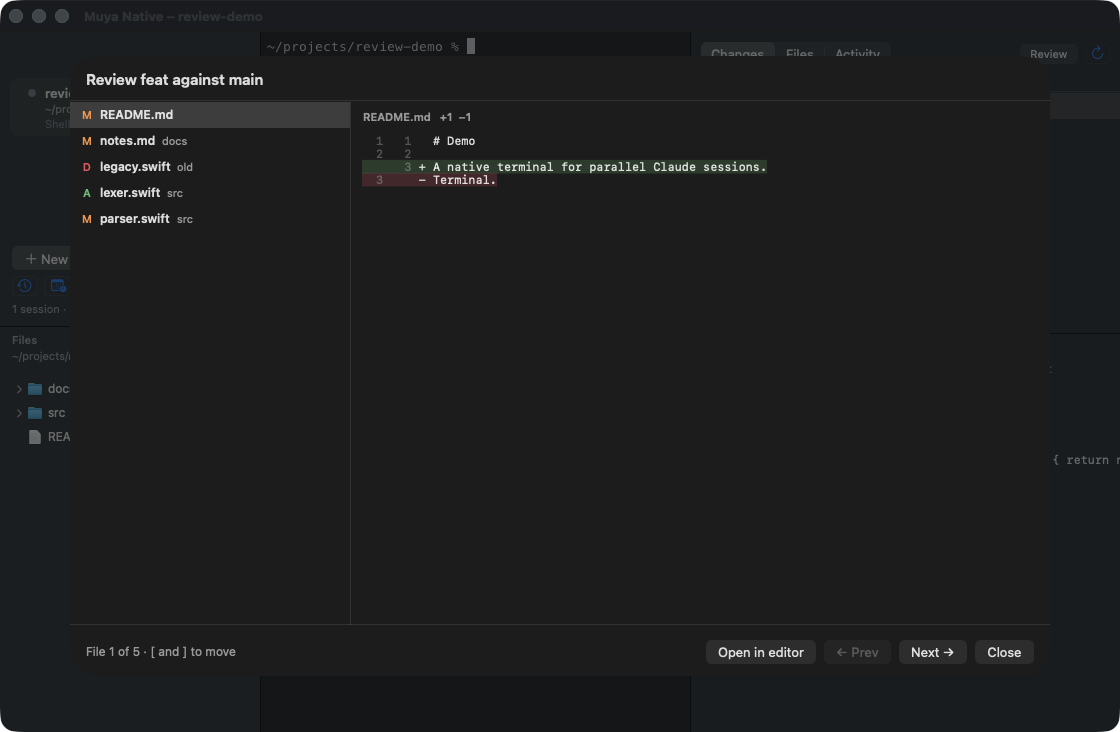 Muya Native – review-demo
~/projects/review-demo %
Changes Files Activity Review
Review feat against main
M README.md
M notes.md docs
D legacy.swift old
A lexer.swift src
M parser.swift src
README.md +1 −1
1 1 # Demo
2 2
3 + A native terminal for parallel Claude sessions.
3 - Terminal.
~/pro
Shell
+ New
1 session ·
Files
~/projects/
doc
src
REA
{ return
File 1 of 5 · [ and ] to move
Open in editor ← Prev Next → Close